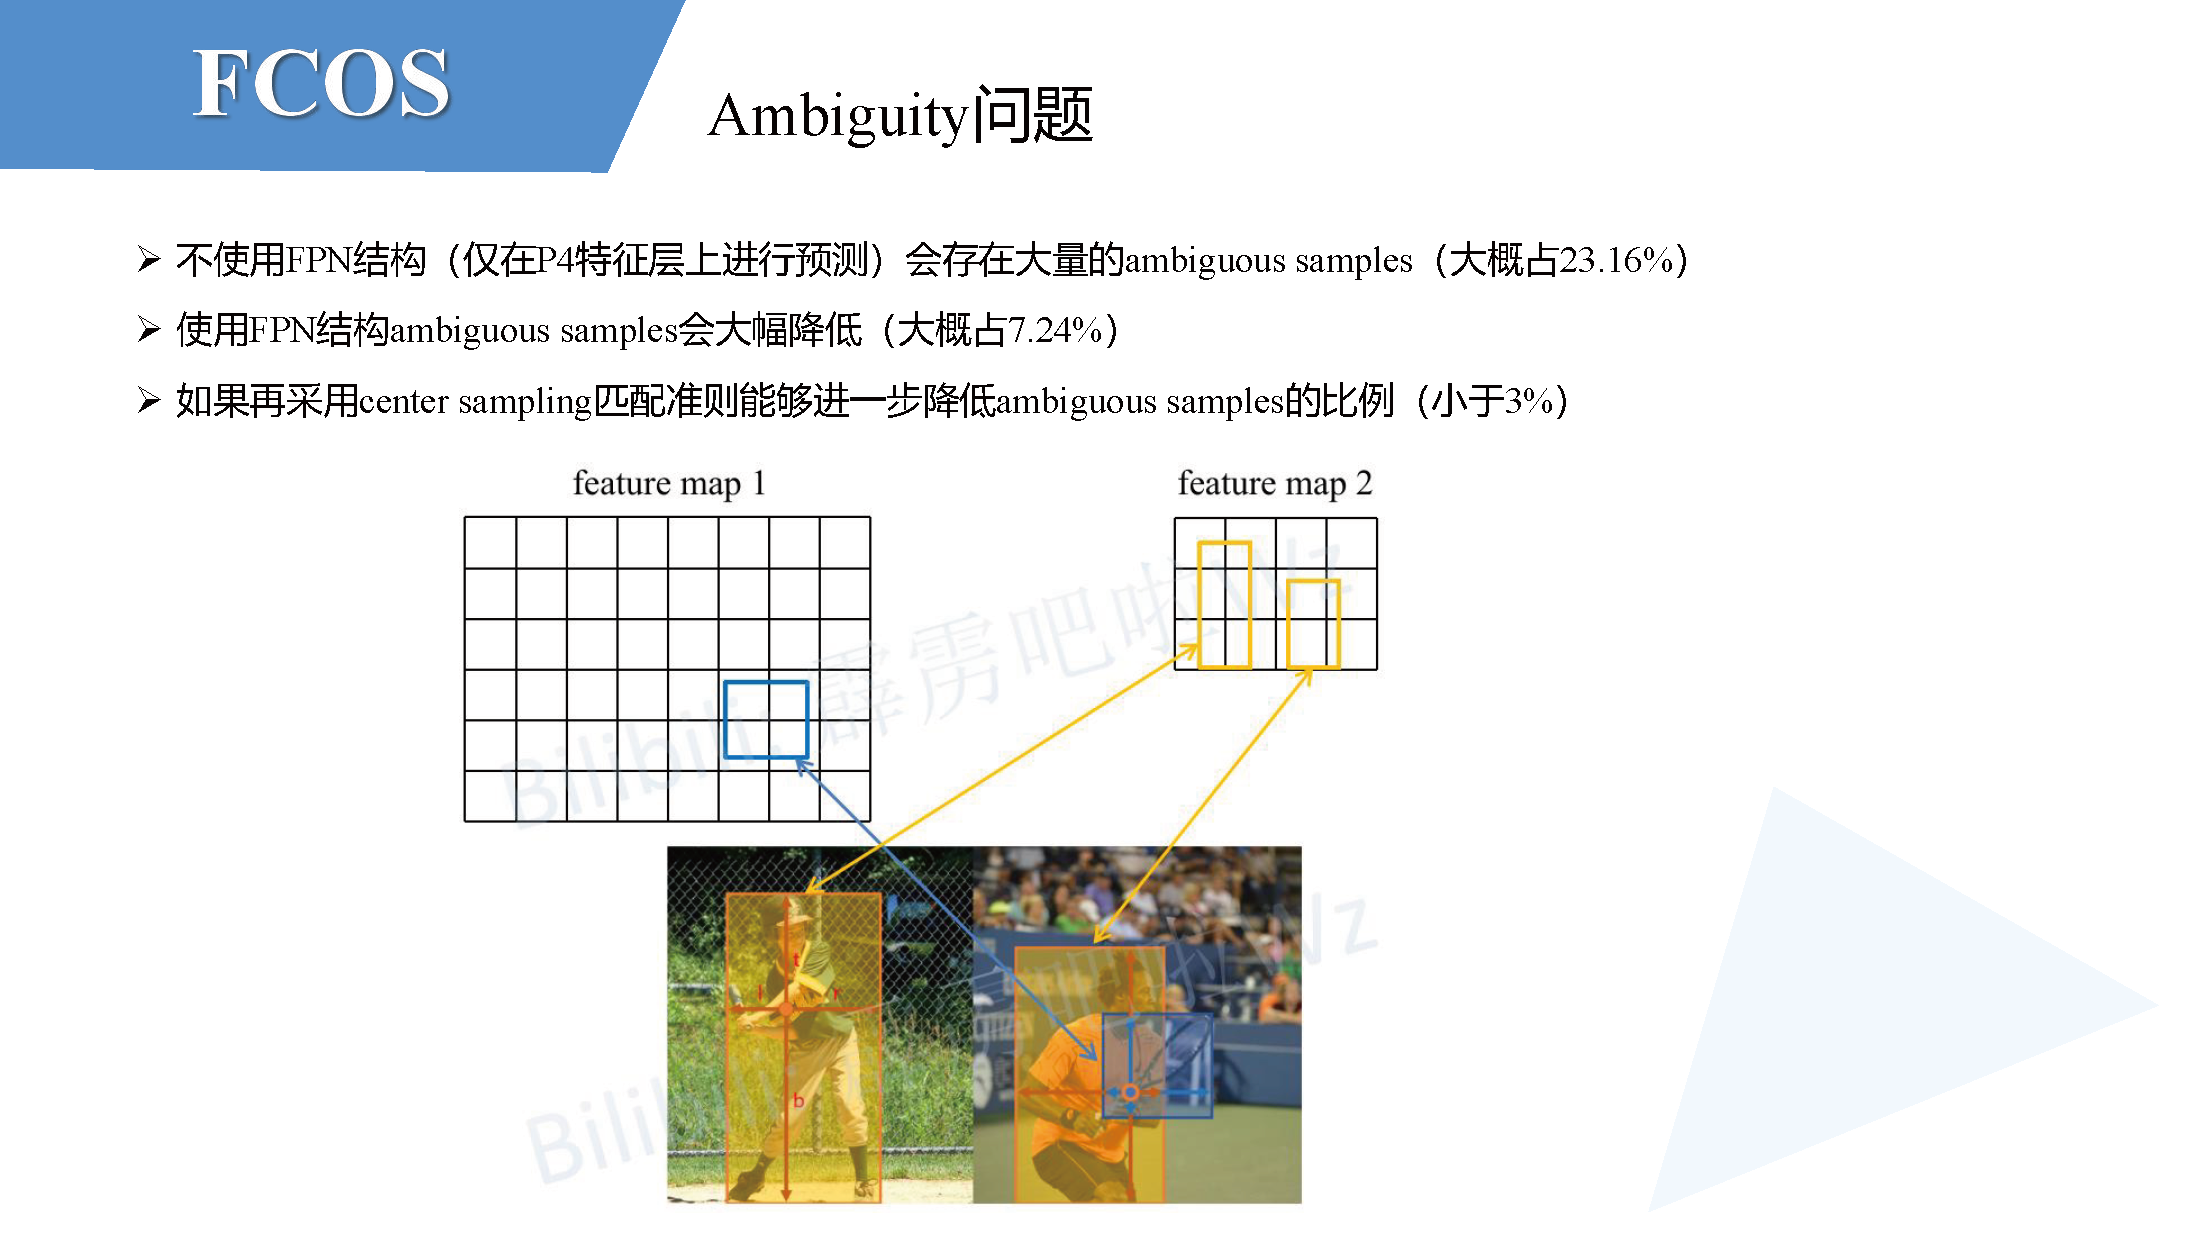 FCOS
Ambiguity问题
➢ 不使用FPN结构（仅在P4特征层上进行预测）会存在大量的ambiguous samples（大概占23.16%）
➢ 使用FPN结构ambiguous samples会大幅降低（大概占7.24%）
➢ 如果再采用center sampling匹配准则能够进一步降低ambiguous samples的比例（小于3%）
feature map 1
feature map 2
Bilibili: 霹雳吧啦Wz
t
l
r
b
Bilibili: 霹雳吧啦Wz